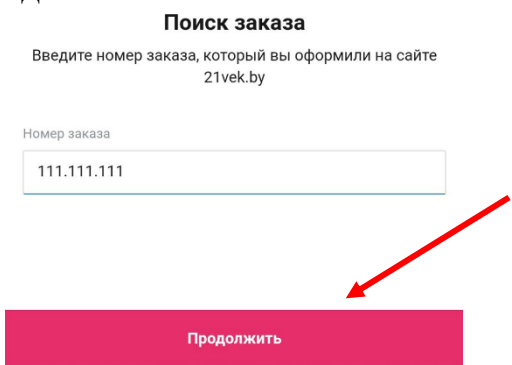 Поиск заказа
Введите номер заказа, который вы оформили на сайте
21vek.by
Номер заказа
111.111.111
Продолжить